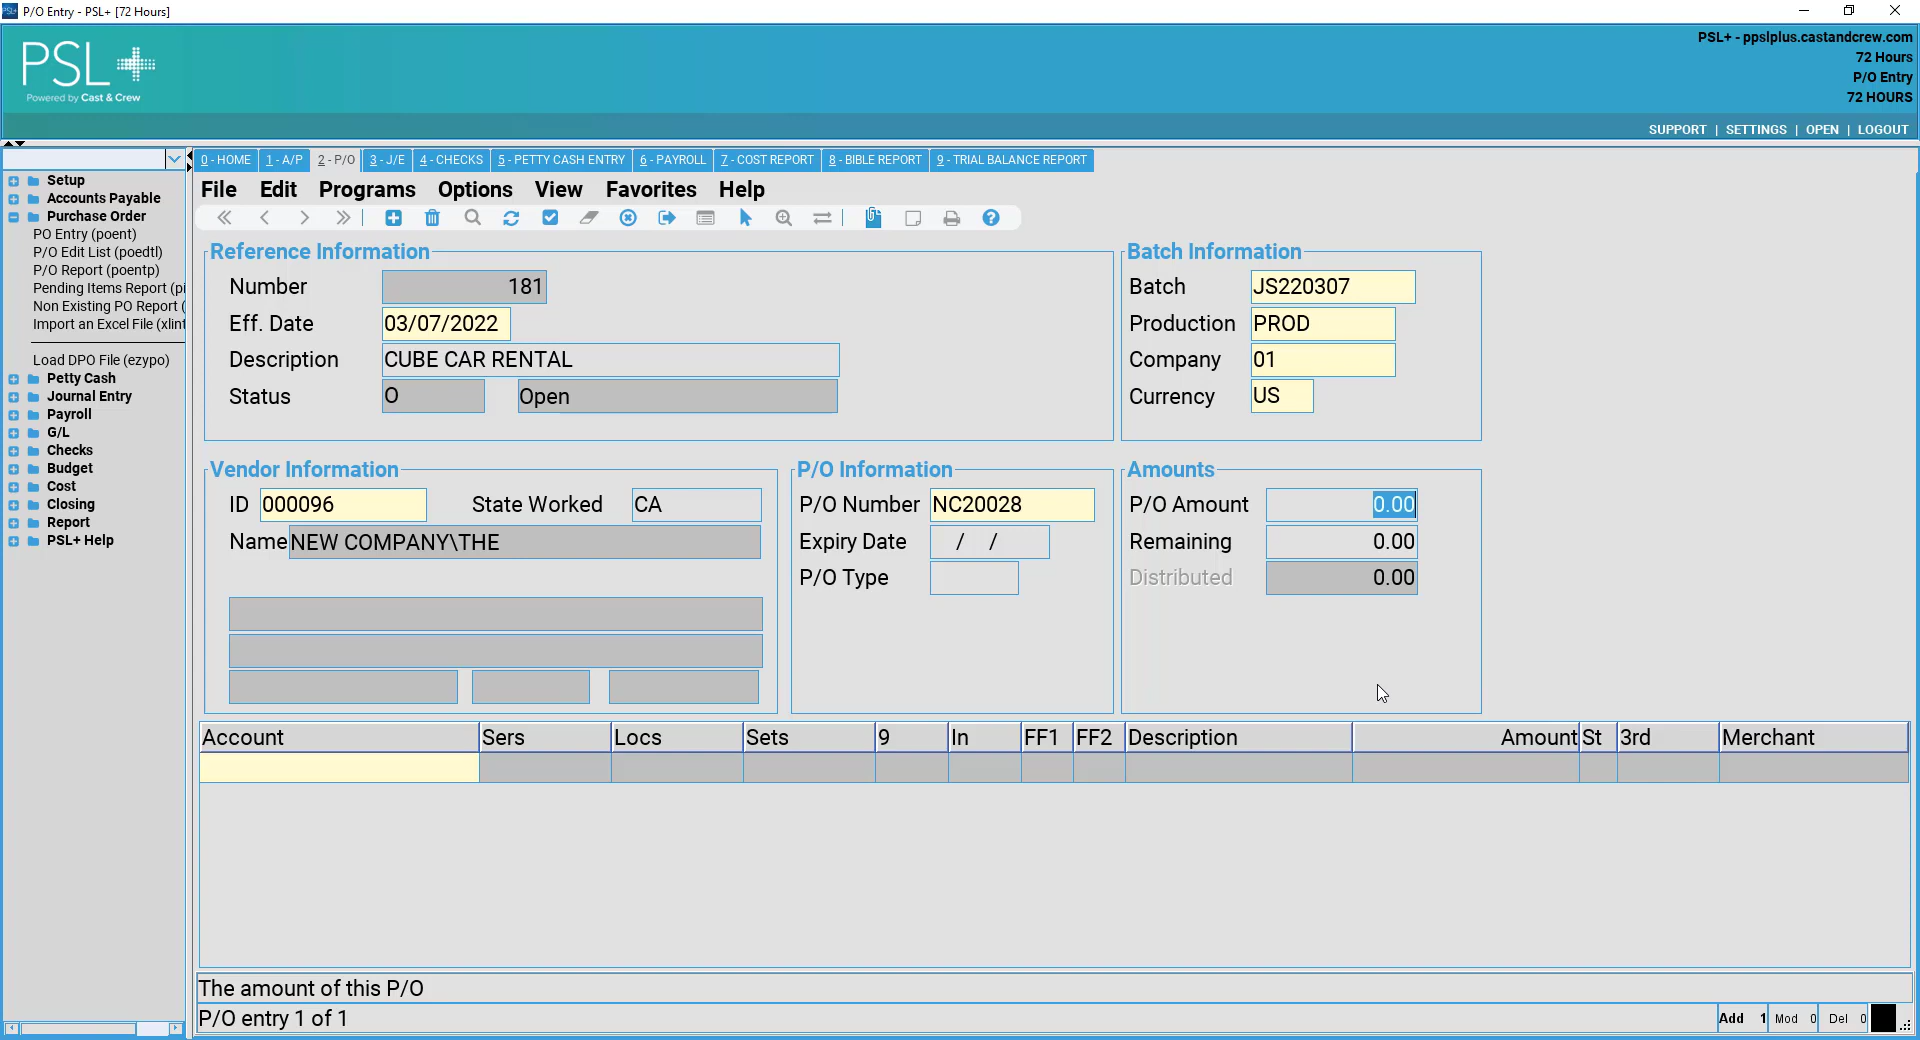 P/O Entry - PSL+ [72 Hours]
PSL
Powered by Cast & Crew
PSL+ - ppslplus.castandcrew.com
72 Hours
P/O Entry
72 HOURS
SUPPORT | SETTINGS | OPEN | LOGOUT
0 - HOME 1 - A/P 2 - P/O 3 - J/E 4 - CHECKS 5 - PETTY CASH ENTRY 6 - PAYROLL 7 - COST REPORT 8 - BIBLE REPORT 9 - TRIAL BALANCE REPORT
File Edit Programs Options View Favorites Help
Setup
Accounts Payable
Purchase Order
PO Entry (poent)
P/O Edit List (poedtl)
P/O Report (poentp)
Pending Items Report (pi
Non Existing PO Report (
Import an Excel File (xlint
Load DPO File (ezypo)
Petty Cash
Journal Entry
Payroll
G/L
Checks
Budget
Cost
Closing
Report
PSL+ Help
Reference Information
Number 181
Eff. Date 03/07/2022
Description CUBE CAR RENTAL
Status O Open
Batch Information
Batch JS220307
Production PROD
Company 01
Currency US
Vendor Information
ID 000096 State Worked CA
Name NEW COMPANY\THE
P/O Information
P/O Number NC20028
Expiry Date / /
P/O Type
Amounts
P/O Amount 0.00
Remaining 0.00
Distributed 0.00
Account Sers Locs Sets 9 In FF1 FF2 Description Amount St 3rd Merchant
The amount of this P/O
P/O entry 1 of 1
Add 1 Mod 0 Del 0